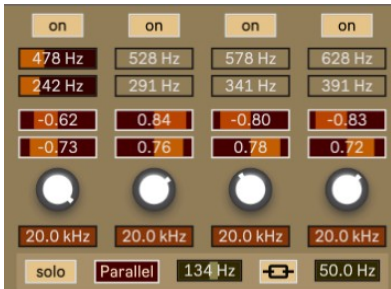 on on on on
478 Hz 528 Hz 578 Hz 628 Hz
242 Hz 291 Hz 341 Hz 391 Hz
-0.62 0.84 -0.80 -0.83
-0.73 0.76 0.78 0.72
20.0 kHz 20.0 kHz 20.0 kHz 20.0 kHz
solo Parallel 134 Hz 50.0 Hz